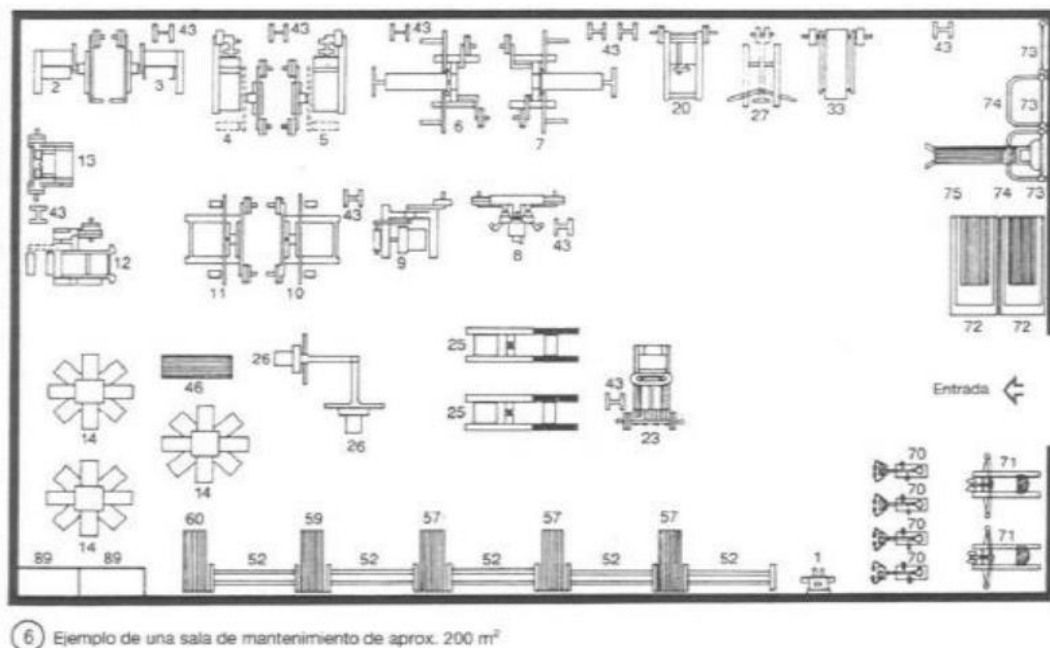 43 43 43 43 43 73
2 3 4 5 6 7 20 27 33 74 73
13
43 43 75 74 73
12 11 10 9 8 43
72 72
25
46 26 43 Entrada
14 26 25 23
14 70 71
70
14 60 59 57 57 57 70 71
89 89 52 52 52 52 52 1 70
6 Ejemplo de una sala de mantenimiento de aprox. 200 m²